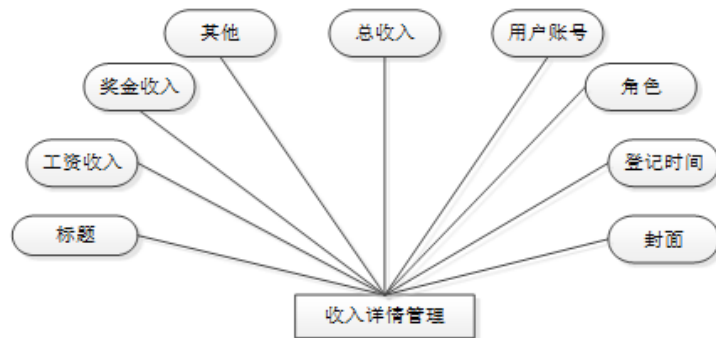 其他
总收入
用户账号
奖金收入
角色
工资收入
登记时间
标题
封面
收入详情管理